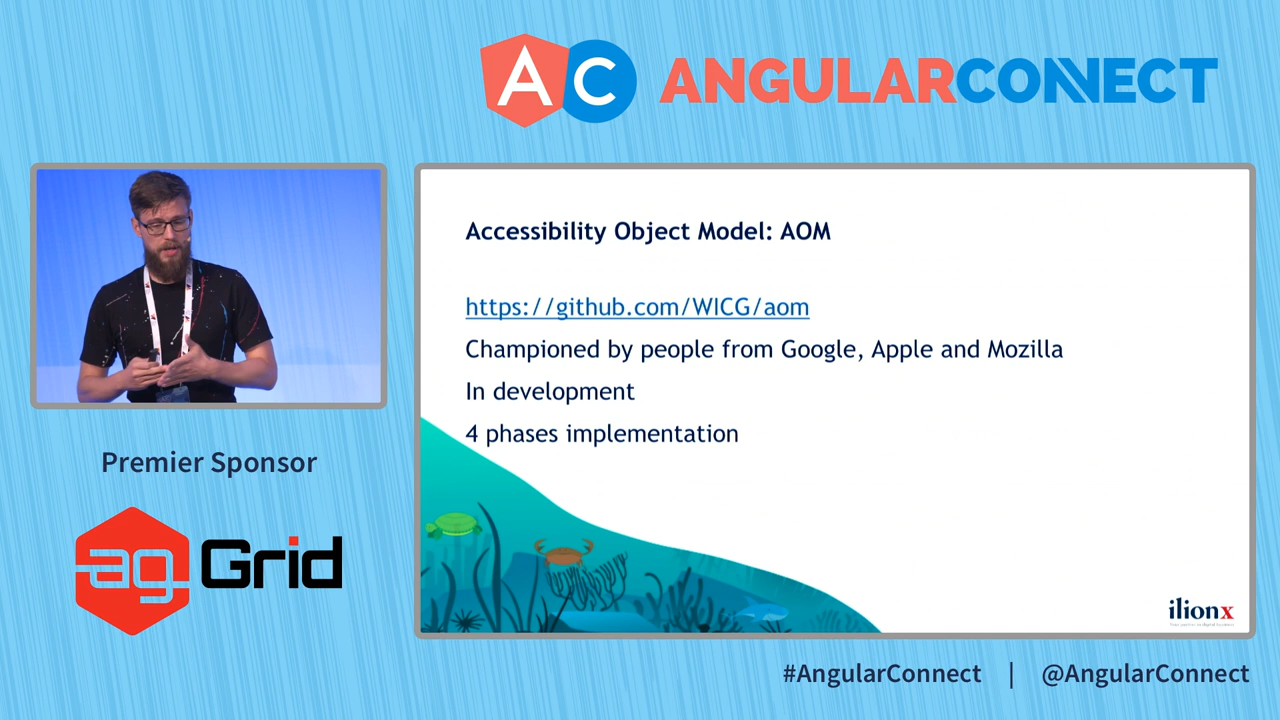 AC ANGULARCONNECT
Accessibility Object Model: AOM
https://github.com/WICG/aom
Championed by people from Google, Apple and Mozilla
In development
4 phases implementation
Premier Sponsor
ag Grid
ilionx
#AngularConnect | @AngularConnect